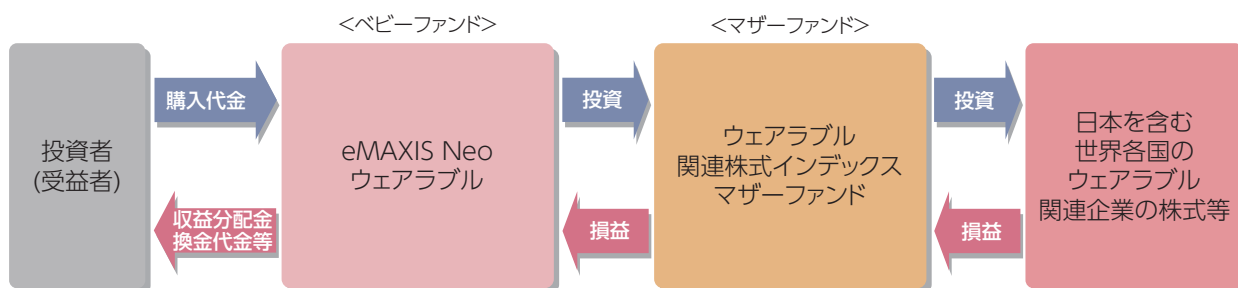 <ベビーファンド>
<マザーファンド>
投資者
(受益者)
購入代金
収益分配金
換金代金等
eMAXIS Neo
ウェアラブル
投資
損益
ウェアラブル
関連株式インデックス
マザーファンド
投資
損益
日本を含む
世界各国の
ウェアラブル
関連企業の株式等